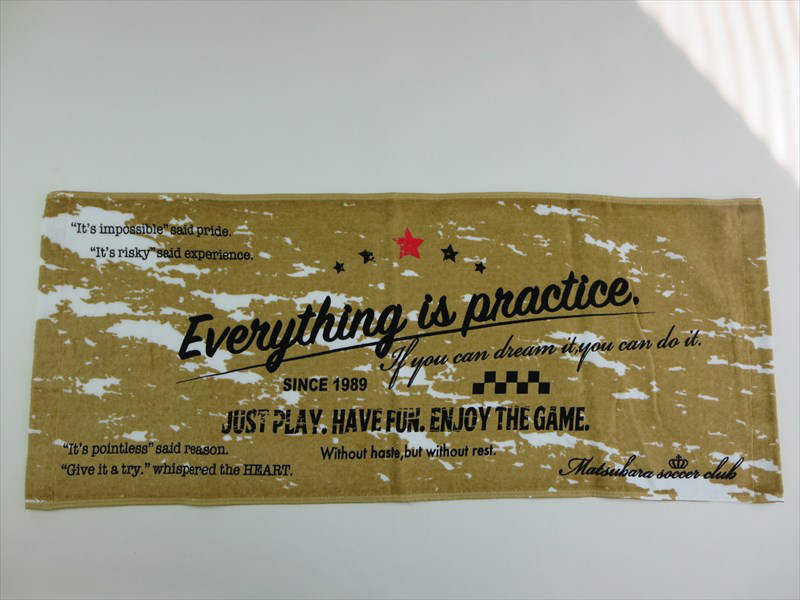 "It's impossible" said pride.
"It's risky" said experience.
Everything is practice.
If you can dream it,you can do it.
SINCE 1989
JUST PLAY. HAVE FUN. ENJOY THE GAME.
"It's pointless" said reason.
Without haste,but without rest.
"Give it a try." whispered the HEART.
Matsubara soccer club